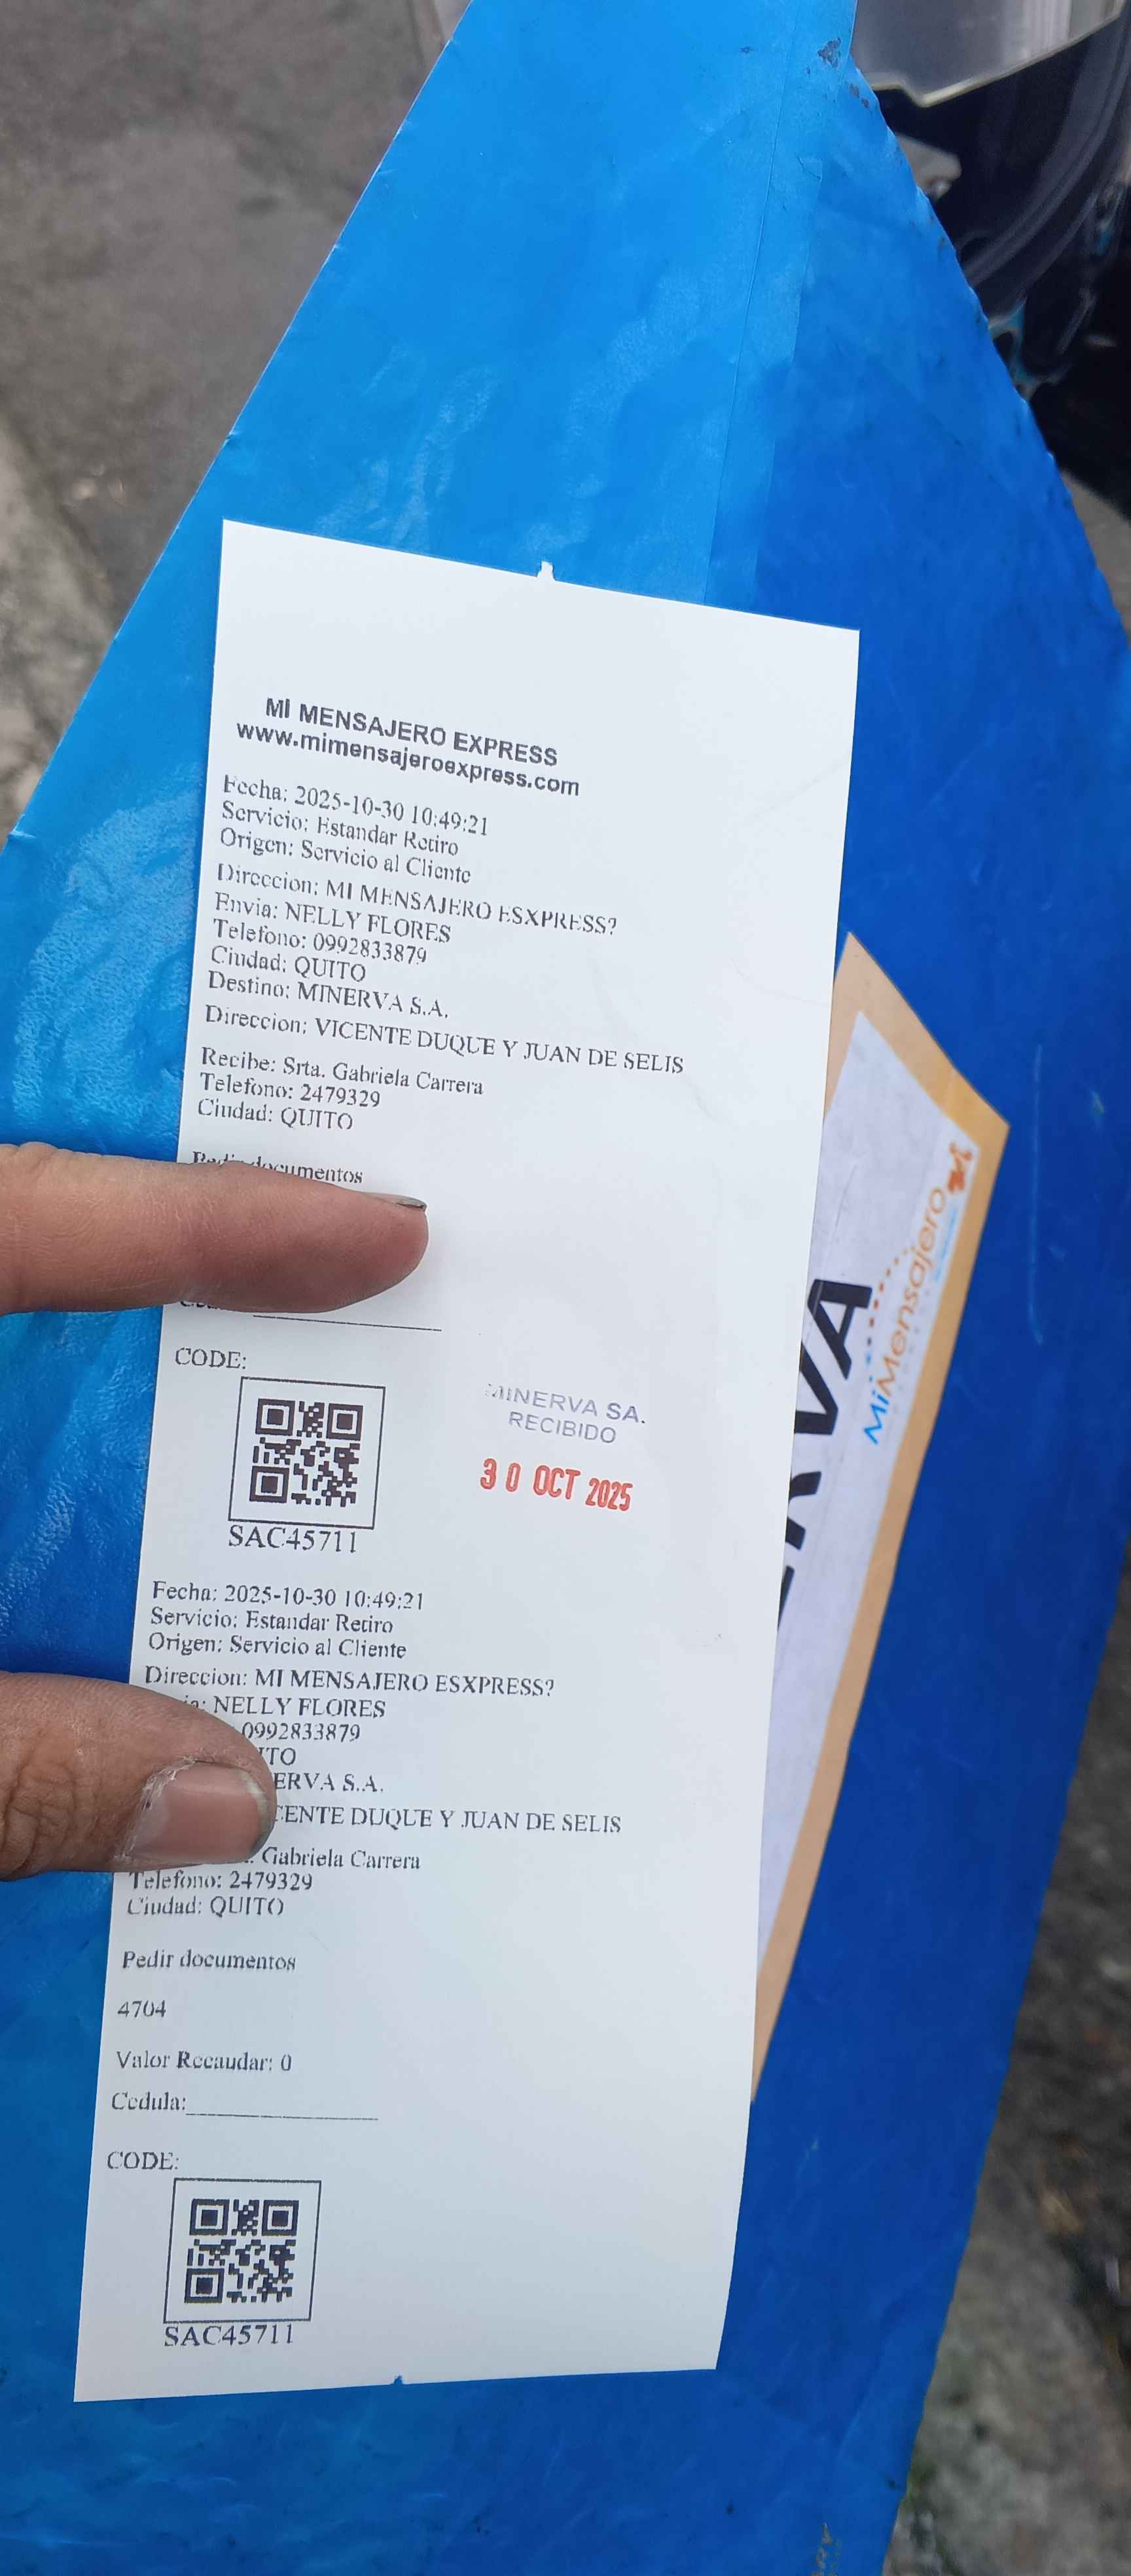 MI MENSAJERO EXPRESS
www.mimensajeroexpress.com
Fecha: 2025-10-30 10:49:21
Servicio: Estandar Retiro
Origen: Servicio al Cliente
Direccion: MI MENSAJERO ESXPRESS?
Envia: NELLY FLORES
Telefono: 0992833879
Ciudad: QUITO
Destino: MINERVA S.A.
Direccion: VICENTE DUQUE Y JUAN DE SELIS
Recibe: Srta. Gabriela Carrera
Telefono: 2479329
Ciudad: QUITO
Pedir documentos
CODE:
SAC45711
MINERVA SA.
RECIBIDO
30 OCT 2025
Fecha: 2025-10-30 10:49:21
Servicio: Estandar Retiro
Origen: Servicio al Cliente
Direccion: MI MENSAJERO ESXPRESS?
NELLY FLORES
0992833879
ITO
ERVA S.A.
CENTE DUQUE Y JUAN DE SELIS
Gabriela Carrera
Telefono: 2479329
Ciudad: QUITO
Pedir documentos
4704
Valor Recaudar: 0
Cedula:
CODE:
SAC45711
MiMensajero